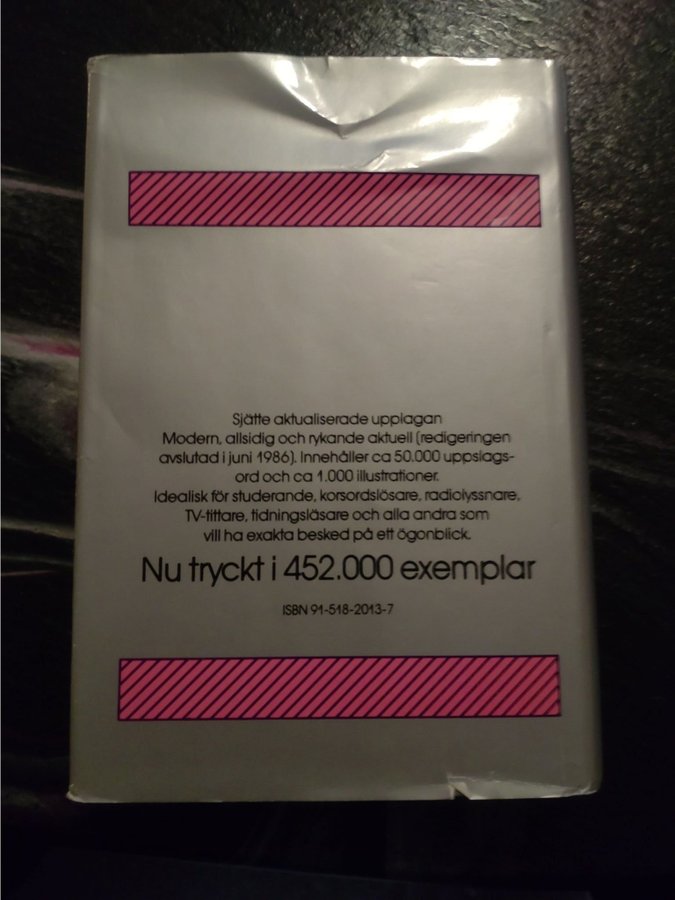 Sjätte aktualiserade upplagan
Modern, allsidig och rykande aktuell (redigeringen
avslutad i juni 1986). Innehåller ca 50.000 uppslags-
ord och ca 1.000 illustrationer.
Idealisk för studerande, korsordslösare, radiolyssnare,
TV-tittare, tidningsläsare och alla andra som
vill ha exakta besked på ett ögonblick.
Nu tryckt i 452.000 exemplar
ISBN 91-518-2013-7